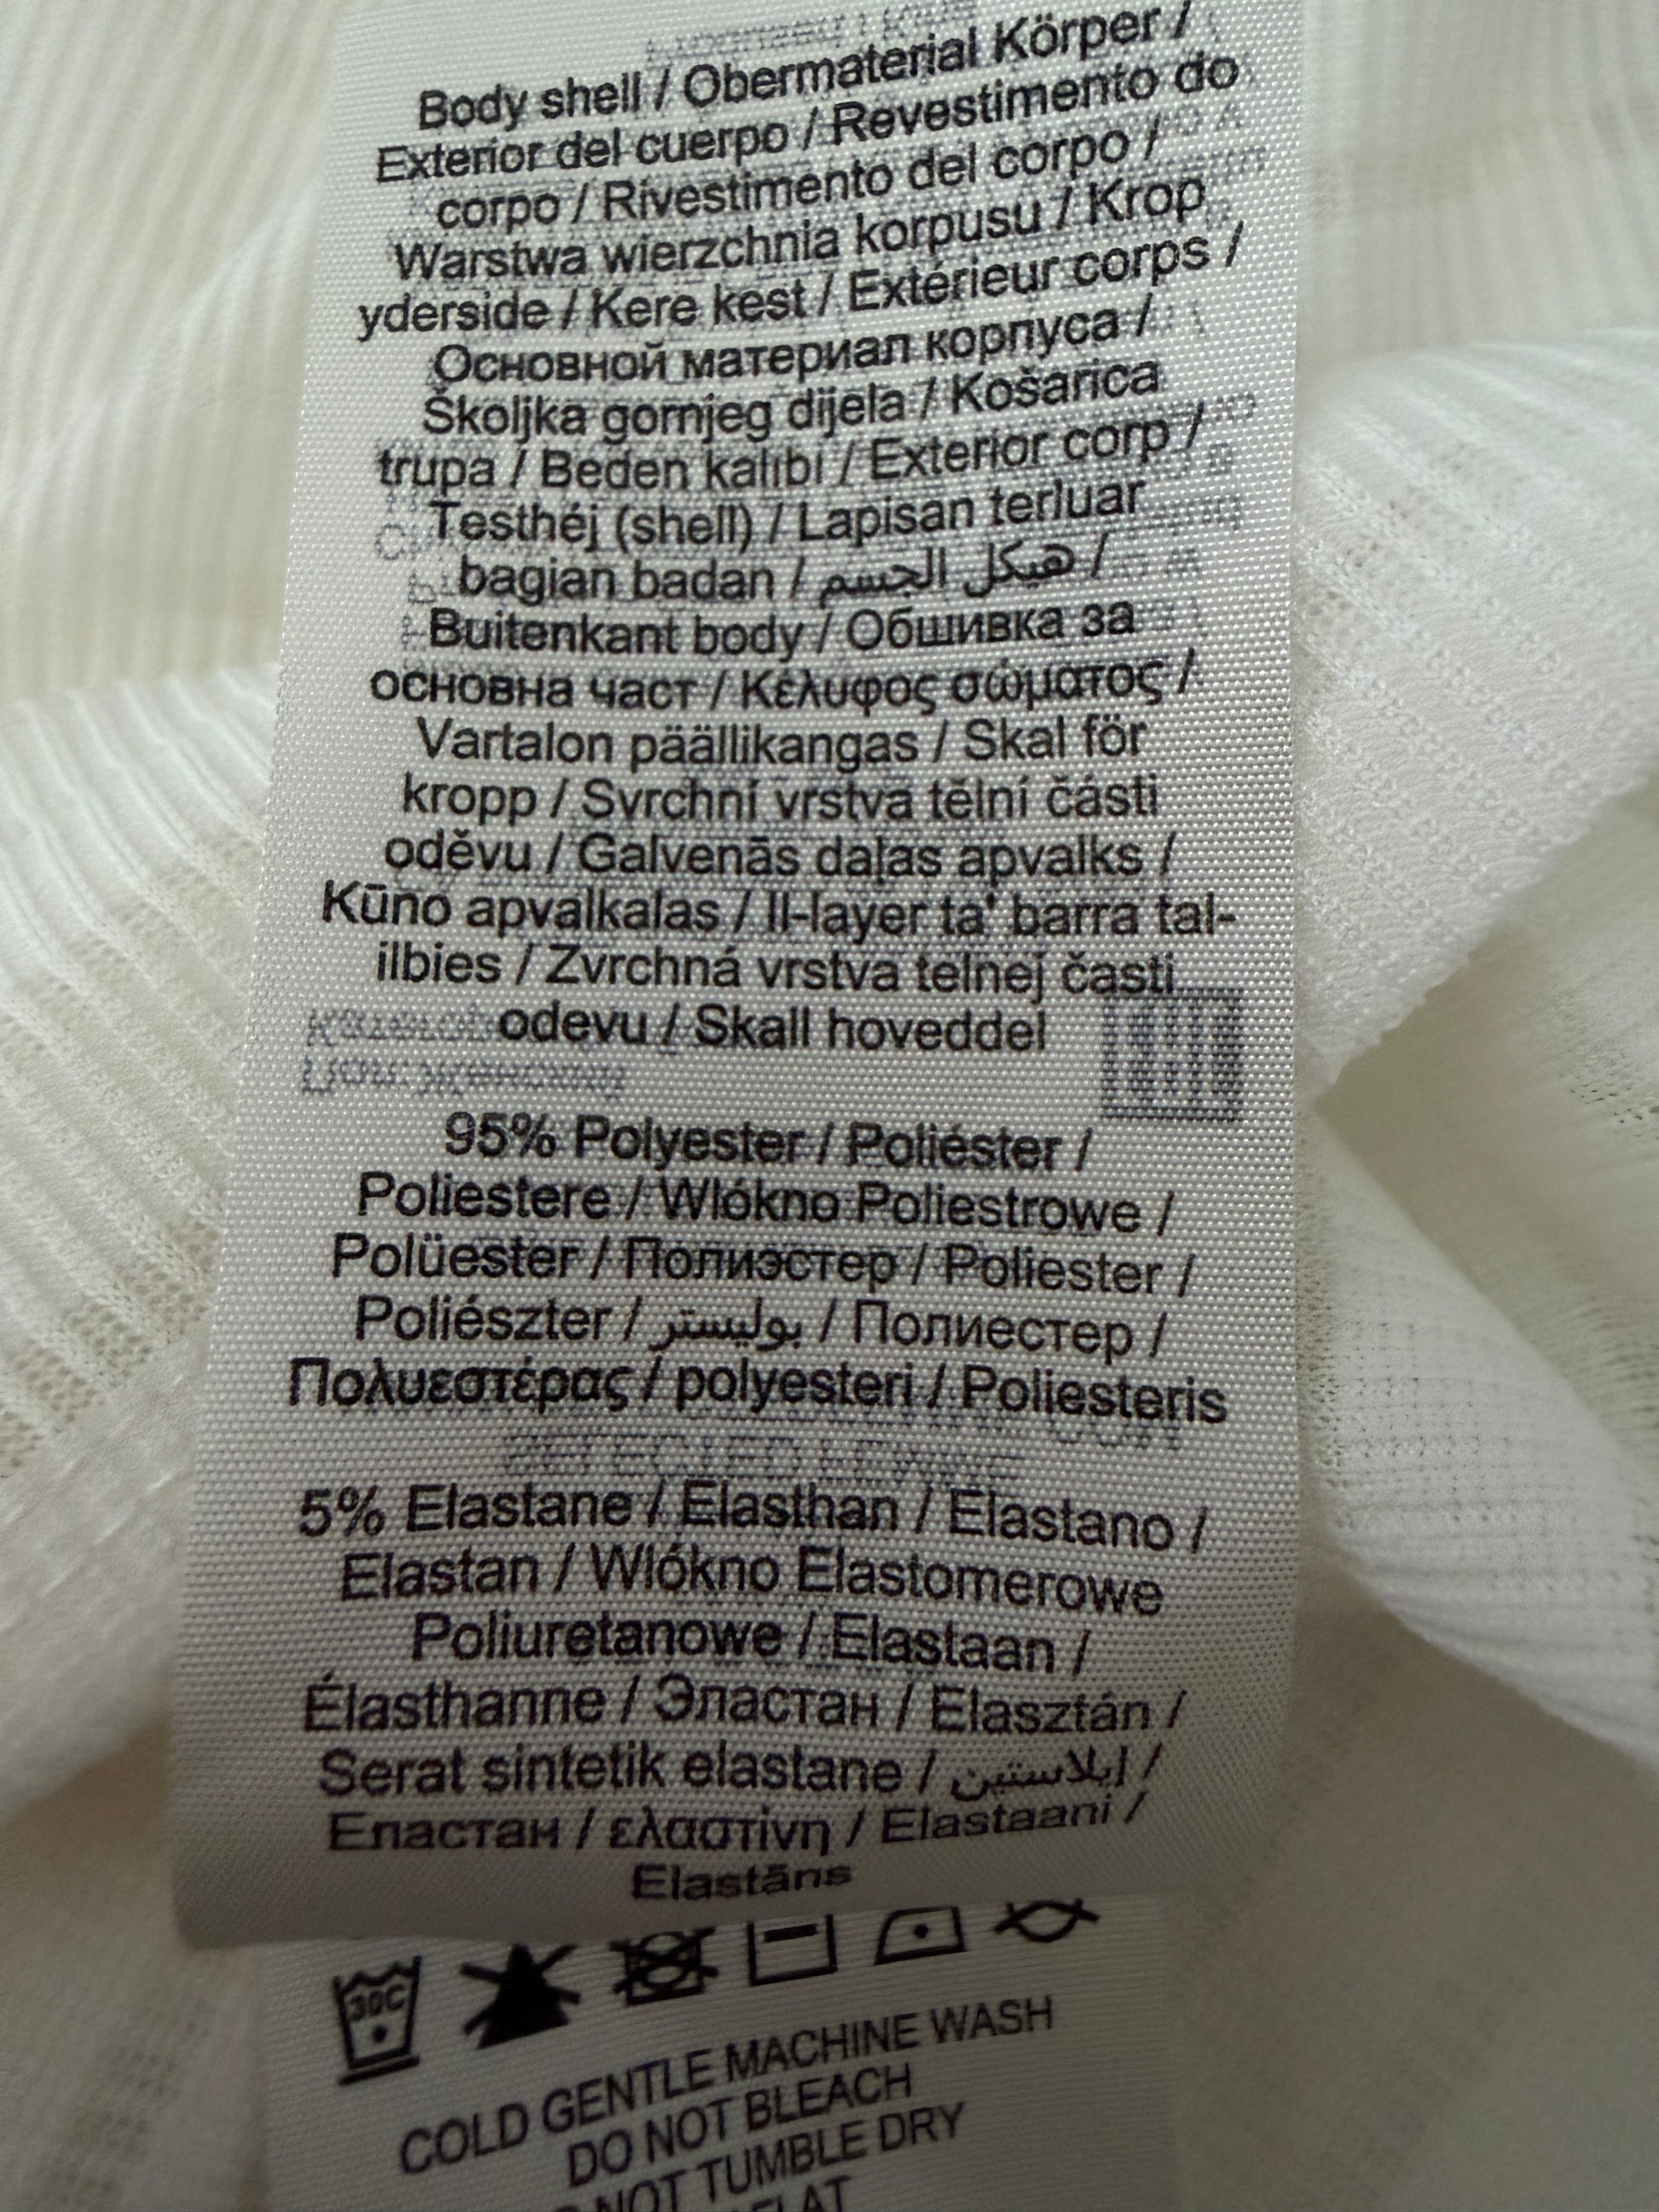 Body shell / Obermaterial Körper /
Exterior del cuerpo / Revestimento do
corpo / Rivestimento del corpo /
Warstwa wierzchnia korpusu / Krop
yderside / Kere kest / Extérieur corps /
Основной материал корпуса /
Školjka gornjeg dijela / Košarica
trupa / Beden kalıbı / Exterior corp /
Testhéj (shell) / Lapisan terluar
bagian badan / هيكل الجسم /
Buitenkant body / Обшивка за
основна част / Κέλυφος σώματος /
Vartalon päällikangas / Skal för
kropp / Svrchní vrstva tělní části
oděvu / Galvenās daļas apvalks /
Kūno apvalkalas / Il-layer ta' barra tal-
ilbies / Zvrchná vrstva telnej časti
odevu / Skall hoveddel
95% Polyester / Poliéster /
Poliestere / Wlókno Poliestrowe /
Polüester / Полиэстер / Poliester /
Poliészter / بوليستر / Полиестер /
Πολυεστέρας / polyesteri / Poliesteris
5% Elastane / Elasthan / Elastano /
Elastan / Wlókno Elastomerowe
Poliuretanowe / Elastaan /
Élasthanne / Эластан / Elasztán /
Serat sintetik elastane / إيلاستين /
Еластан / ελαστίνη / Elastaani /
Elastāns
30C
COLD GENTLE MACHINE WASH
DO NOT BLEACH
NOT TUMBLE DRY
FLAT